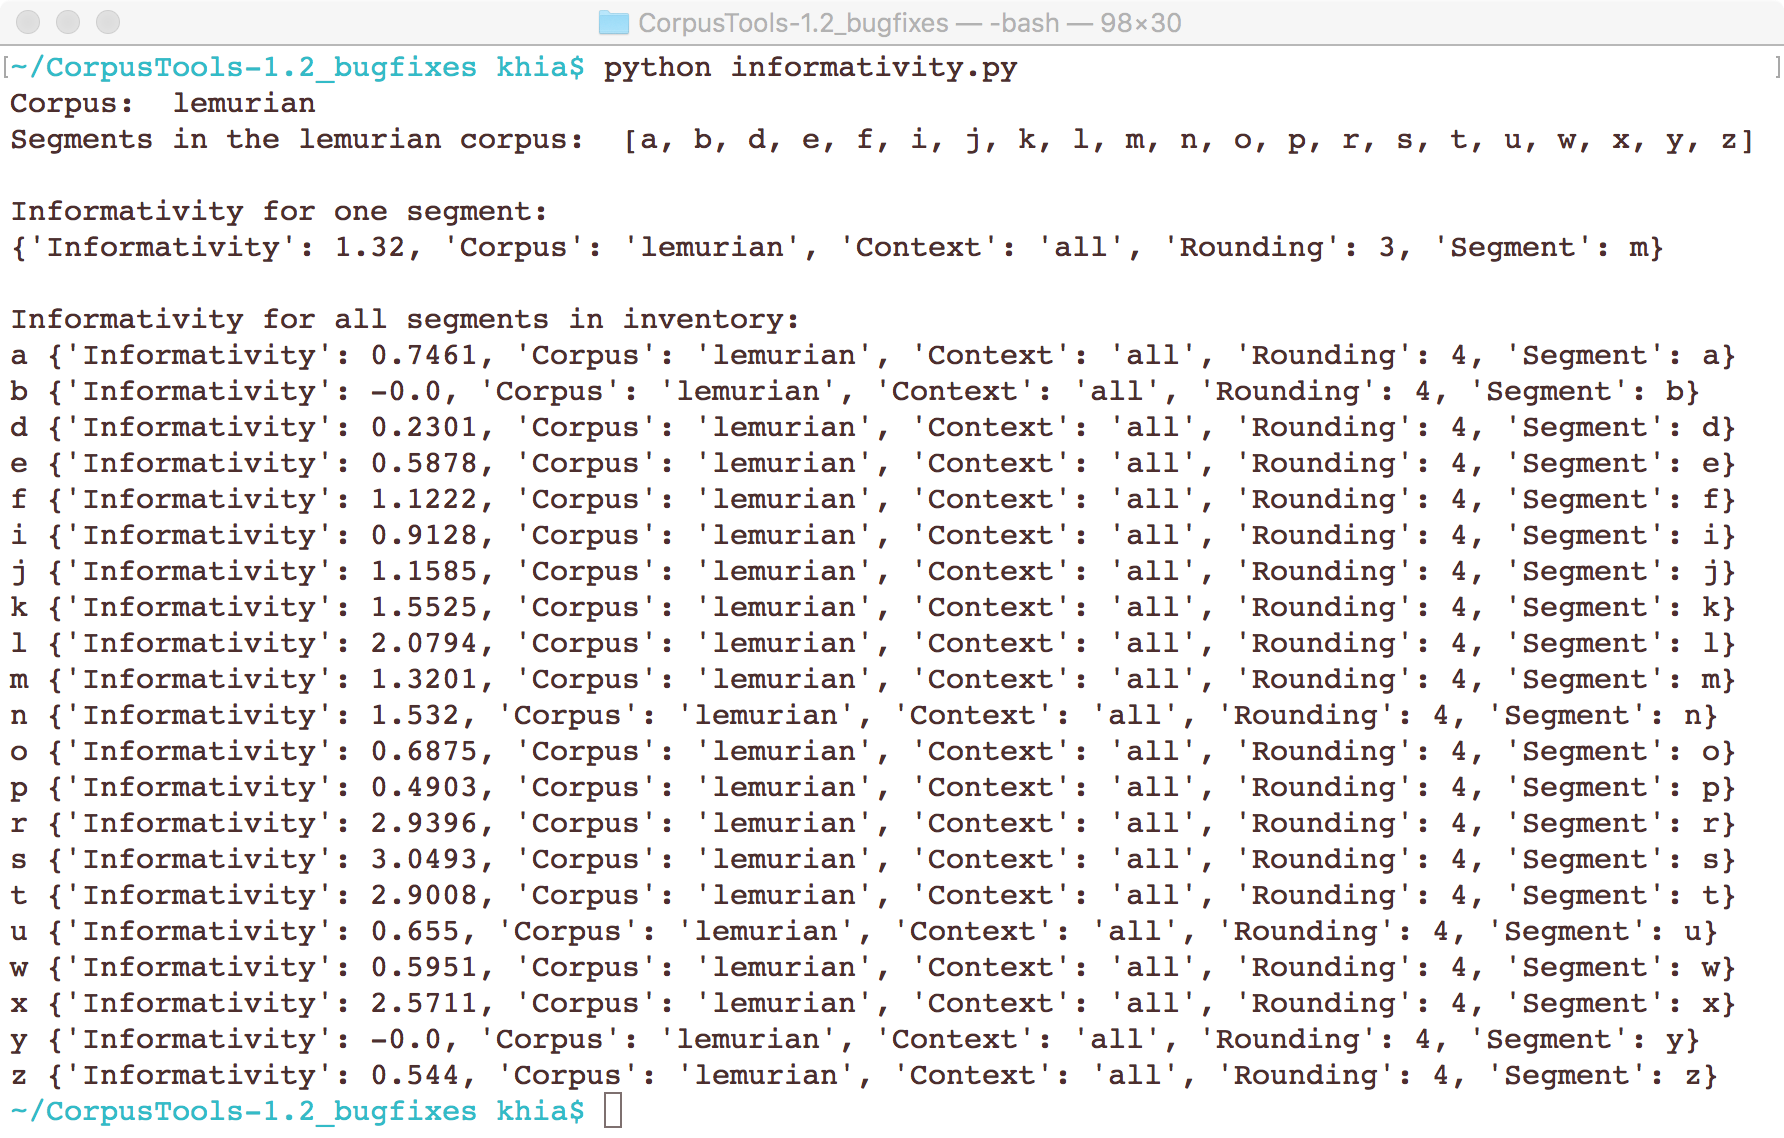 CorpusTools-1.2_bugfixes — -bash — 98×30
[~/CorpusTools-1.2_bugfixes khia$ python informativity.py ]
Corpus:  lemurian
Segments in the lemurian corpus:  [a, b, d, e, f, i, j, k, l, m, n, o, p, r, s, t, u, w, x, y, z]
Informativity for one segment:
{'Informativity': 1.32, 'Corpus': 'lemurian', 'Context': 'all', 'Rounding': 3, 'Segment': m}
Informativity for all segments in inventory:
a {'Informativity': 0.7461, 'Corpus': 'lemurian', 'Context': 'all', 'Rounding': 4, 'Segment': a}
b {'Informativity': -0.0, 'Corpus': 'lemurian', 'Context': 'all', 'Rounding': 4, 'Segment': b}
d {'Informativity': 0.2301, 'Corpus': 'lemurian', 'Context': 'all', 'Rounding': 4, 'Segment': d}
e {'Informativity': 0.5878, 'Corpus': 'lemurian', 'Context': 'all', 'Rounding': 4, 'Segment': e}
f {'Informativity': 1.1222, 'Corpus': 'lemurian', 'Context': 'all', 'Rounding': 4, 'Segment': f}
i {'Informativity': 0.9128, 'Corpus': 'lemurian', 'Context': 'all', 'Rounding': 4, 'Segment': i}
j {'Informativity': 1.1585, 'Corpus': 'lemurian', 'Context': 'all', 'Rounding': 4, 'Segment': j}
k {'Informativity': 1.5525, 'Corpus': 'lemurian', 'Context': 'all', 'Rounding': 4, 'Segment': k}
l {'Informativity': 2.0794, 'Corpus': 'lemurian', 'Context': 'all', 'Rounding': 4, 'Segment': l}
m {'Informativity': 1.3201, 'Corpus': 'lemurian', 'Context': 'all', 'Rounding': 4, 'Segment': m}
n {'Informativity': 1.532, 'Corpus': 'lemurian', 'Context': 'all', 'Rounding': 4, 'Segment': n}
o {'Informativity': 0.6875, 'Corpus': 'lemurian', 'Context': 'all', 'Rounding': 4, 'Segment': o}
p {'Informativity': 0.4903, 'Corpus': 'lemurian', 'Context': 'all', 'Rounding': 4, 'Segment': p}
r {'Informativity': 2.9396, 'Corpus': 'lemurian', 'Context': 'all', 'Rounding': 4, 'Segment': r}
s {'Informativity': 3.0493, 'Corpus': 'lemurian', 'Context': 'all', 'Rounding': 4, 'Segment': s}
t {'Informativity': 2.9008, 'Corpus': 'lemurian', 'Context': 'all', 'Rounding': 4, 'Segment': t}
u {'Informativity': 0.655, 'Corpus': 'lemurian', 'Context': 'all', 'Rounding': 4, 'Segment': u}
w {'Informativity': 0.5951, 'Corpus': 'lemurian', 'Context': 'all', 'Rounding': 4, 'Segment': w}
x {'Informativity': 2.5711, 'Corpus': 'lemurian', 'Context': 'all', 'Rounding': 4, 'Segment': x}
y {'Informativity': -0.0, 'Corpus': 'lemurian', 'Context': 'all', 'Rounding': 4, 'Segment': y}
z {'Informativity': 0.544, 'Corpus': 'lemurian', 'Context': 'all', 'Rounding': 4, 'Segment': z}
~/CorpusTools-1.2_bugfixes khia$